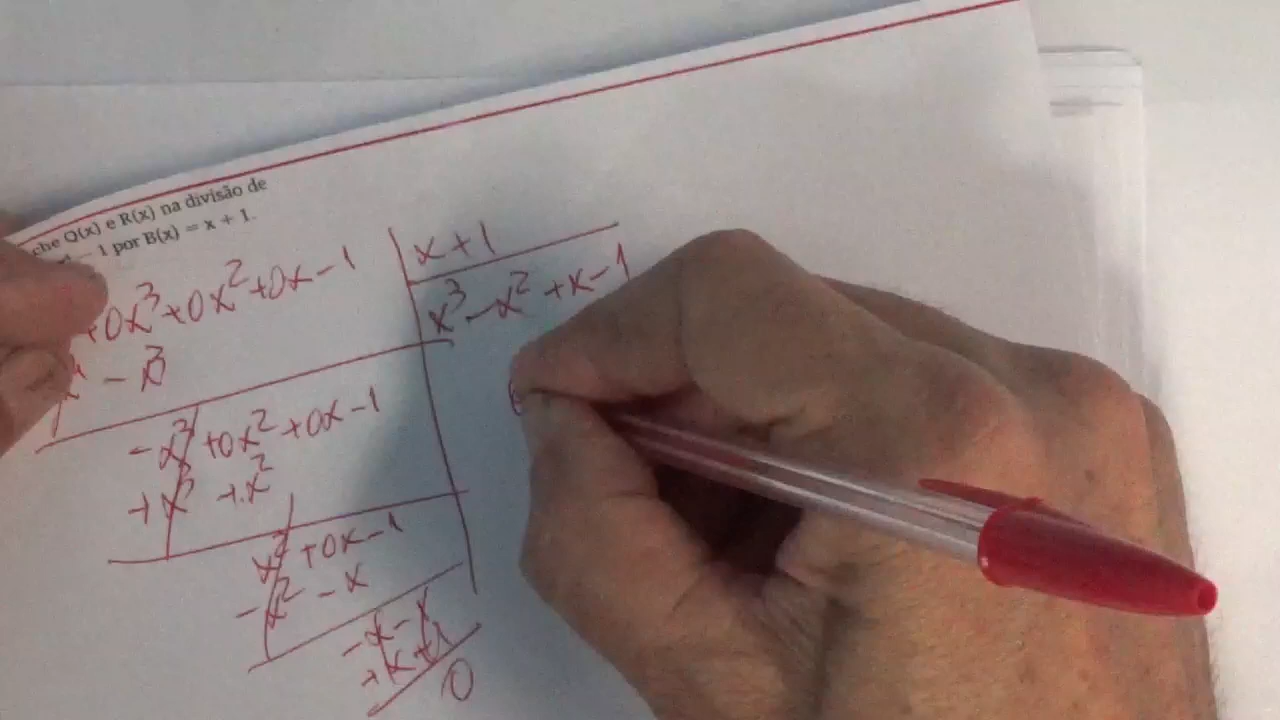 che Q(x) e R(x) na divisão de
– 1 por B(x) = x + 1.
+0x³+0x²+0x-1
x+1
x³-x²+x-1
- x³
-x³+0x²+0x-1
+x³ +x²
x²+0x-1
-x² -x
-x-1
+x+1
0